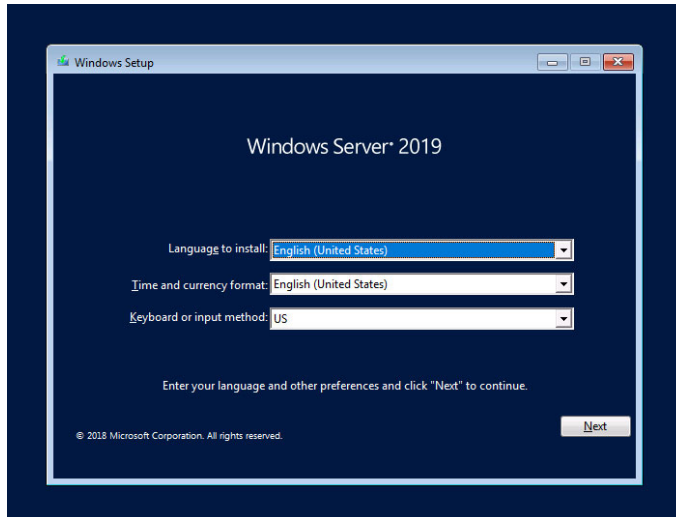 Windows Setup
Windows Server® 2019
Language to install: English (United States)
Time and currency format: English (United States)
Keyboard or input method: US
Enter your language and other preferences and click "Next" to continue.
© 2018 Microsoft Corporation. All rights reserved.
Next